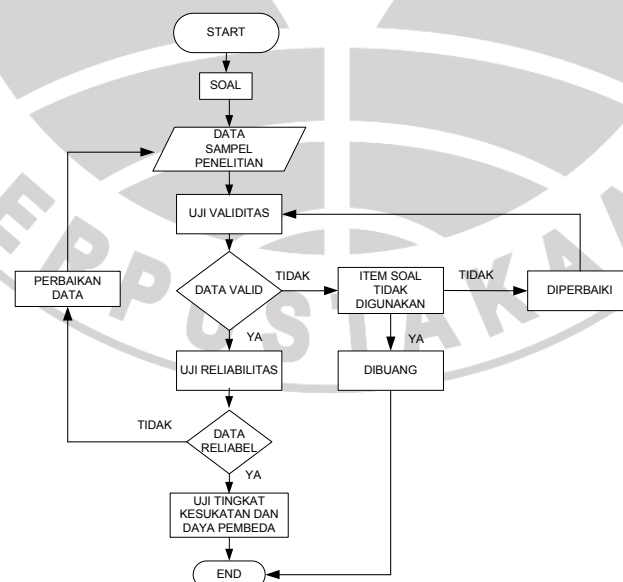 START
SOAL
DATA
SAMPEL
PENELITIAN
UJI VALIDITAS
PERBAIKAN
DATA
DATA VALID
TIDAK
ITEM SOAL
TIDAK
DIGUNAKAN
TIDAK
DIPERBAIKI
YA
YA
UJI RELIABILITAS
DIBUANG
TIDAK
DATA
RELIABEL
YA
UJI TINGKAT
KESUKATAN DAN
DAYA PEMBEDA
END
EPPUSTAKAA